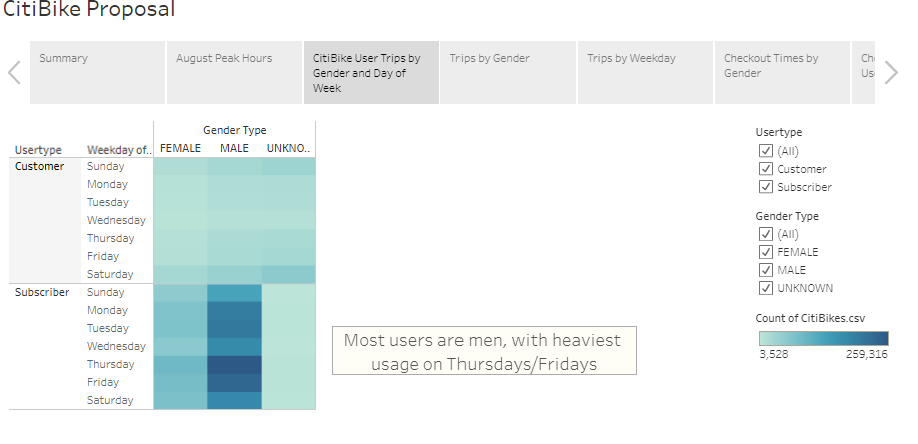 CitiBike Proposal
Summary
August Peak Hours
CitiBike User Trips by
Gender and Day of
Week
Trips by Gender
Trips by Weekday
Checkout Times by
Gender
Ch
Us
Gender Type
Usertype Weekday of.. FEMALE MALE UNKNO..
Customer Sunday
Monday
Tuesday
Wednesday
Thursday
Friday
Saturday
Subscriber Sunday
Monday
Tuesday
Wednesday
Thursday
Friday
Saturday
Most users are men, with heaviest
usage on Thursdays/Fridays
Usertype
(All)
Customer
Subscriber
Gender Type
(All)
FEMALE
MALE
UNKNOWN
Count of CitiBikes.csv
3,528 259,316